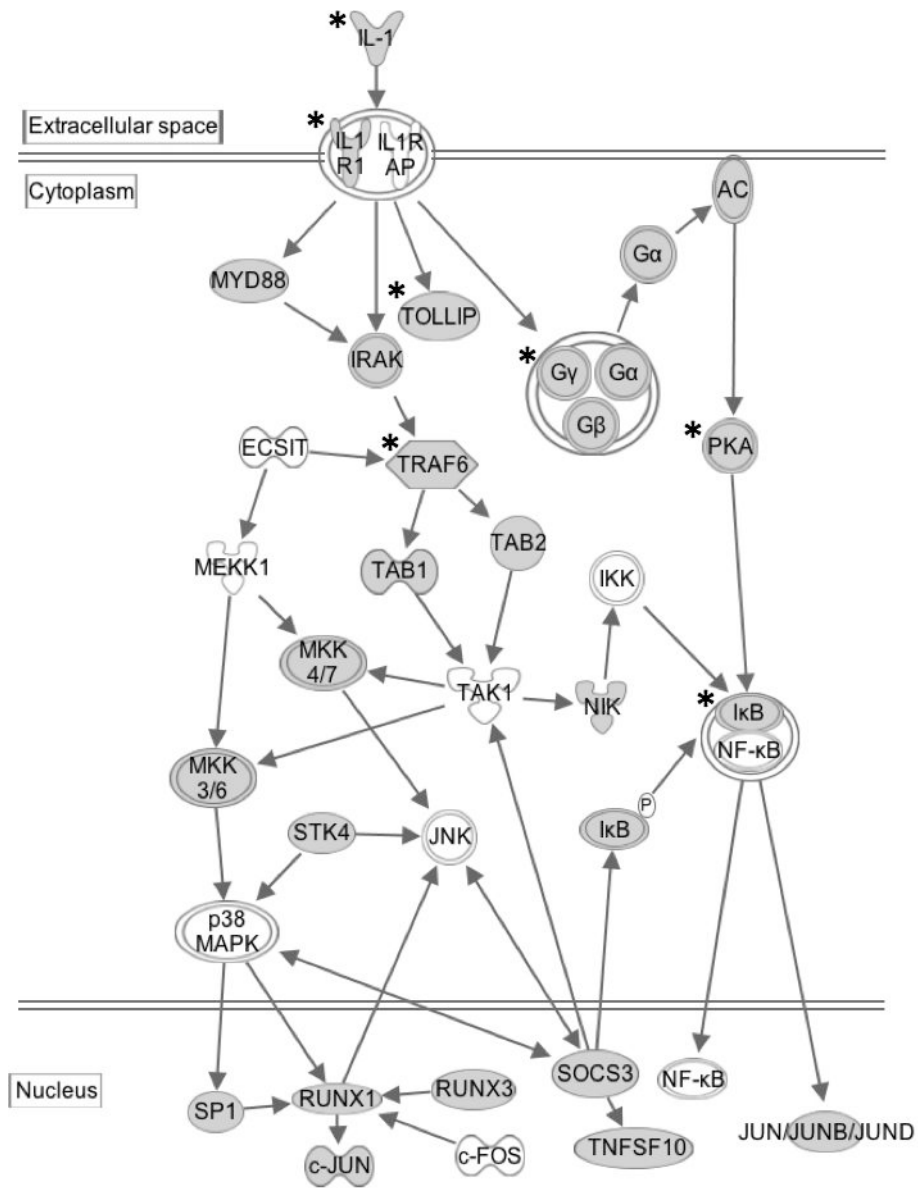 * IL-1
Extracellular space
* IL1 IL1R
R1 AP
Cytoplasm
AC
Gα
MYD88
* TOLLIP
IRAK
* Gγ Gα
Gβ
ECSIT
* TRAF6
* PKA
TAB2
MEKK1
TAB1
IKK
MKK
4/7
TAK1
NIK
* IκB
NF-κB
MKK
3/6
P
STK4
JNK
IκB
p38
MAPK
Nucleus
SOCS3
NF-κB
SP1
RUNX1
RUNX3
JUN/JUNB/JUND
c-JUN
c-FOS
TNFSF10